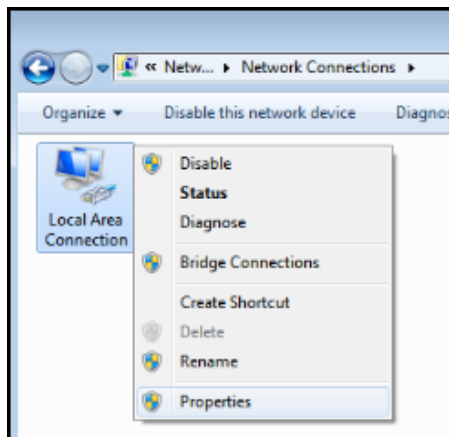 « Netw... ▸ Network Connections ▸
Organize ▾ Disable this network device Diagnos
Local Area
Connection
Disable
Status
Diagnose
Bridge Connections
Create Shortcut
Delete
Rename
Properties